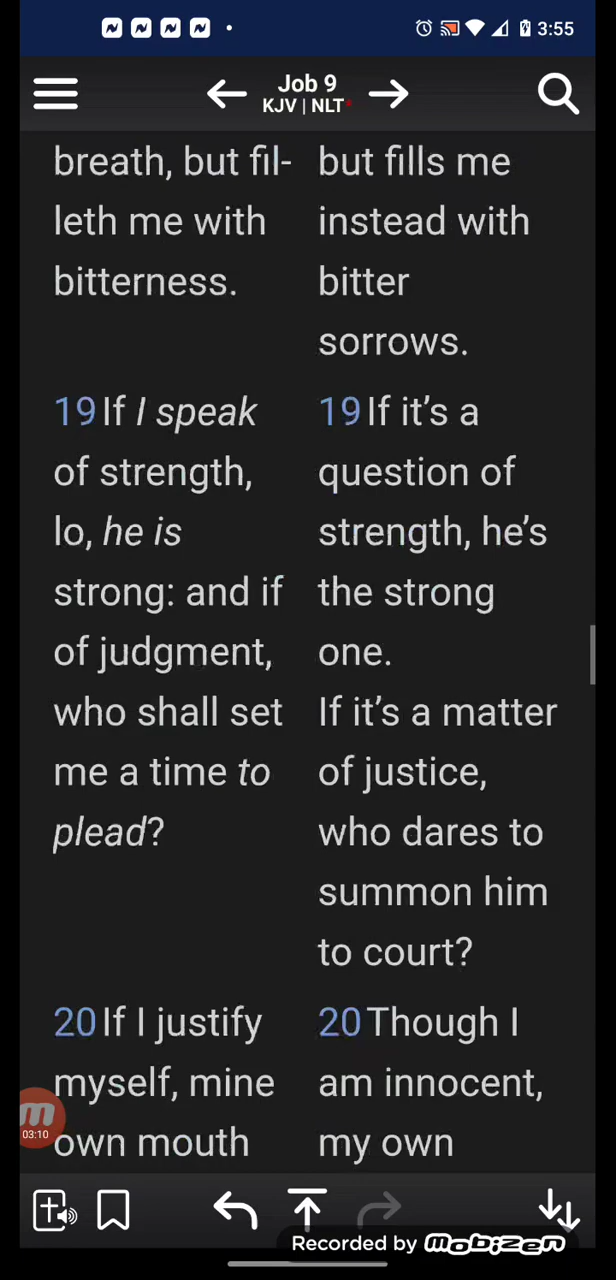 3:55
Job 9
KJV | NLT*
breath, but fil-
leth me with
bitterness.
19 If I speak
of strength,
lo, he is
strong: and if
of judgment,
who shall set
me a time to
plead?
20 If I justify
myself, mine
own mouth
but fills me
instead with
bitter
sorrows.
19 If it’s a
question of
strength, he’s
the strong
one.
If it’s a matter
of justice,
who dares to
summon him
to court?
20 Though I
am innocent,
my own
03:10
Recorded by mobizen